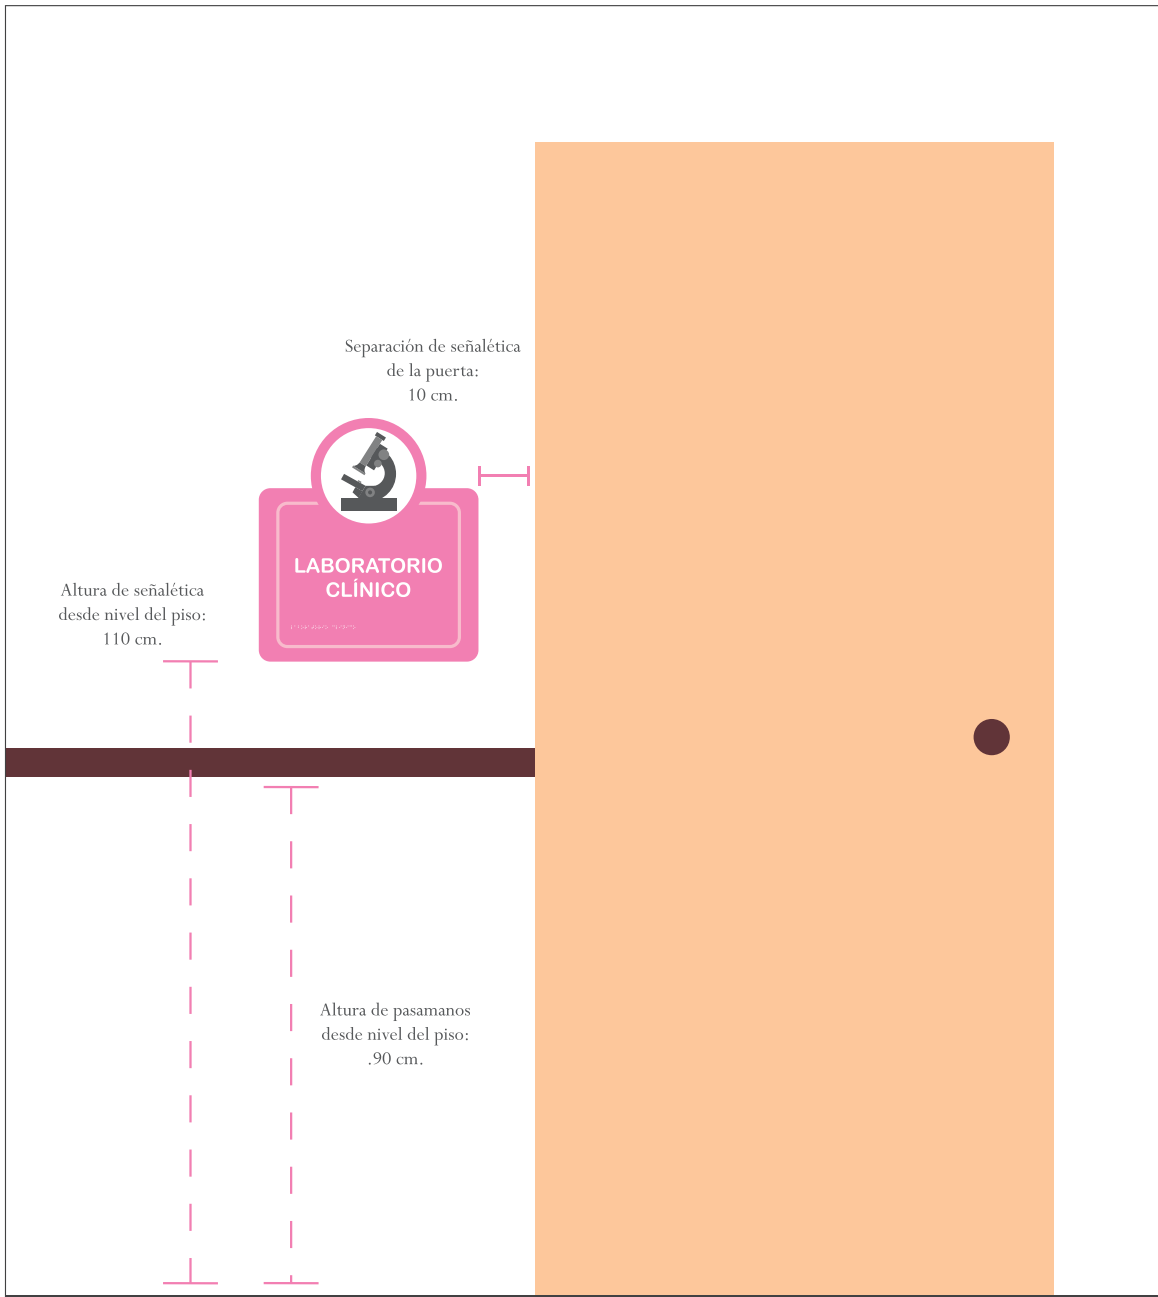 Separación de señalética
de la puerta:
10 cm.
LABORATORIO
CLÍNICO
Altura de señalética
desde nivel del piso:
110 cm.
Altura de pasamanos
desde nivel del piso:
.90 cm.